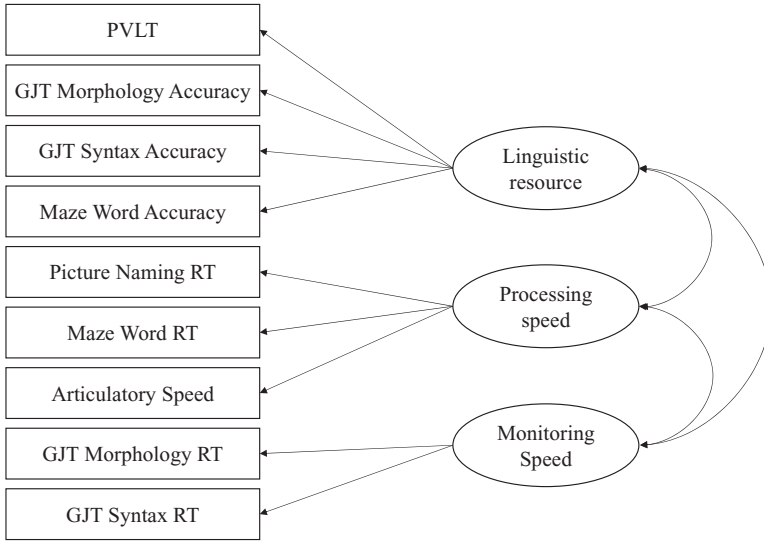 PVLT
GJT Morphology Accuracy
GJT Syntax Accuracy
Maze Word Accuracy
Picture Naming RT
Maze Word RT
Articulatory Speed
GJT Morphology RT
GJT Syntax RT
Linguistic
resource
Processing
speed
Monitoring
Speed